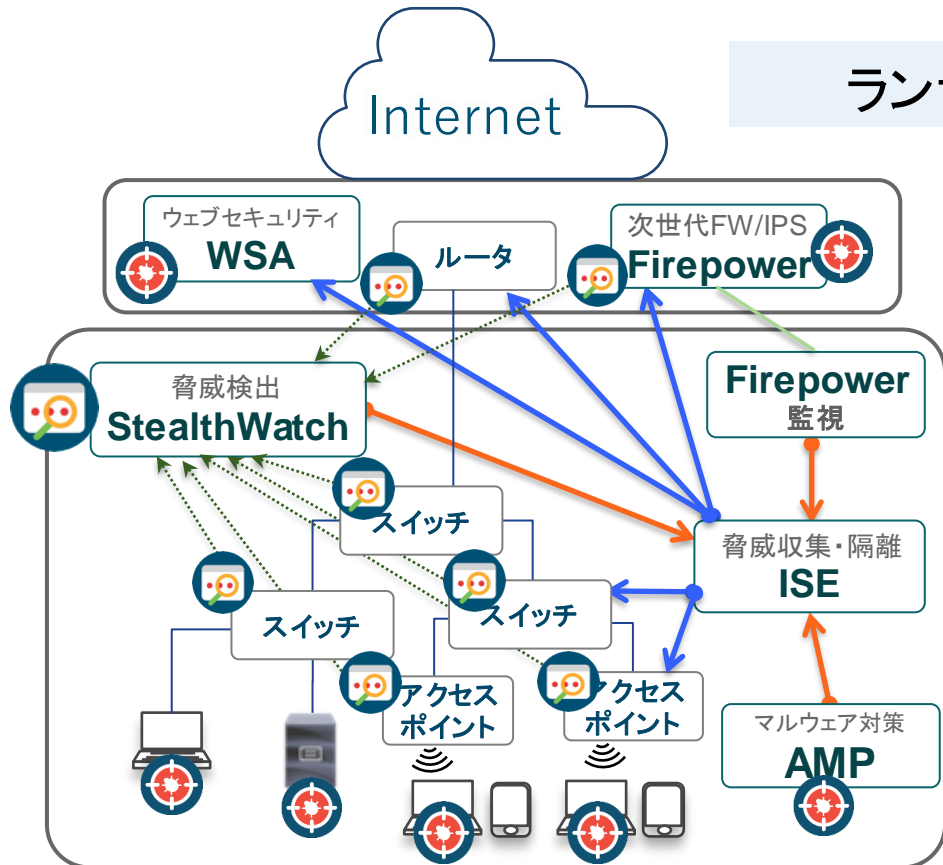 Internet
ラン
ウェブセキュリティ
WSA
ルータ
次世代FW/IPS
Firepower
脅威検出
StealthWatch
Firepower
監視
スイッチ
脅威収集・隔離
ISE
スイッチ
スイッチ
アクセス
ポイント
アクセス
ポイント
マルウェア対策
AMP